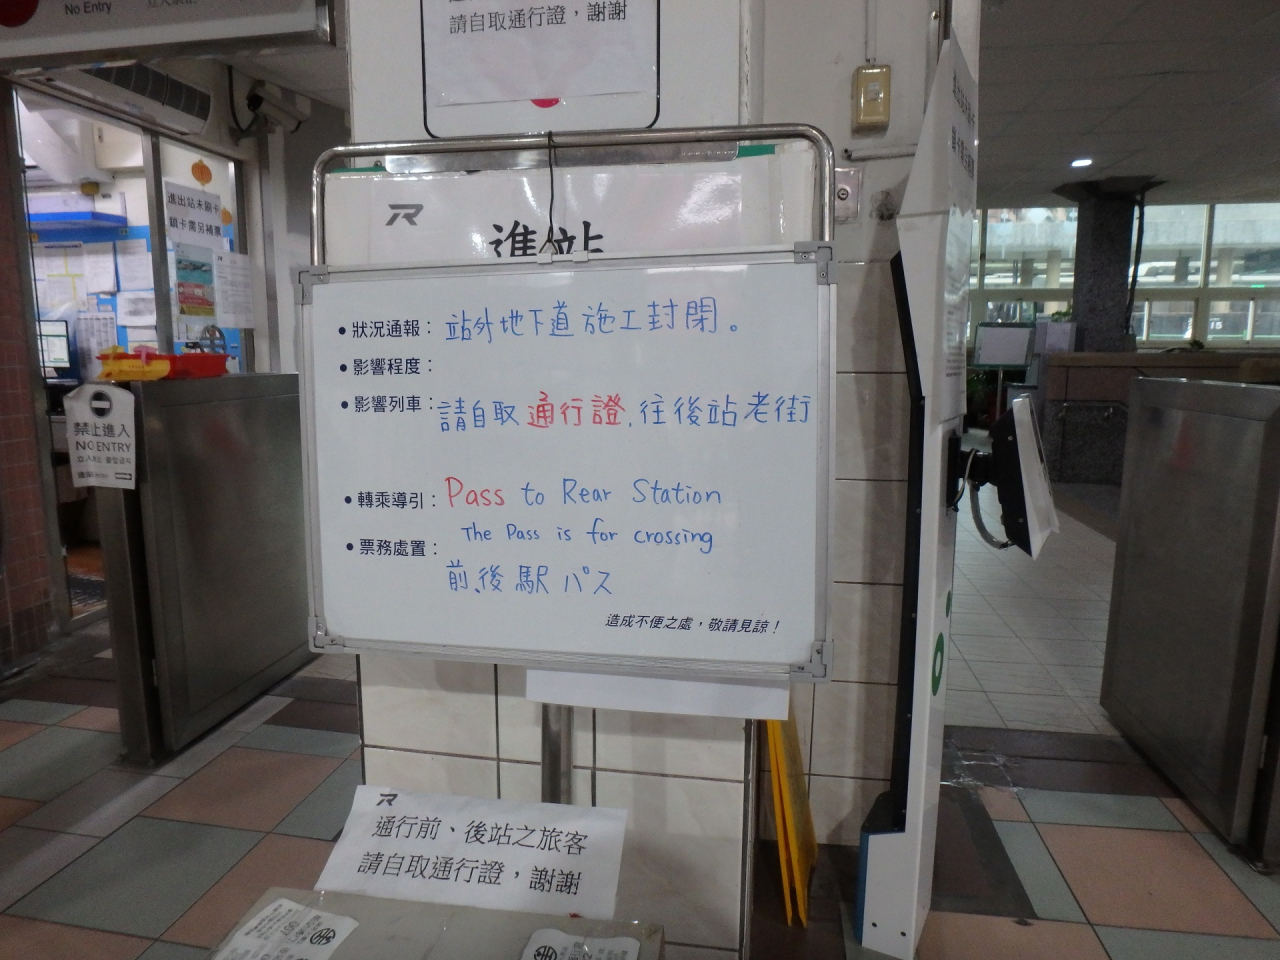 No Entry
請自取通行證，謝謝
進出站未刷卡
鎖卡需另補票
進站
● 狀況通報： 站外地下道施工封閉。
● 影響程度：
● 影響列車： 請自取通行證,往後站老街
● 轉乘導引： Pass to Rear Station
The Pass is for crossing
● 票務處置：
前、後駅パス
造成不便之處，敬請見諒！
禁止進入
NO ENTRY
通行前、後站之旅客
請自取通行證，謝謝
15